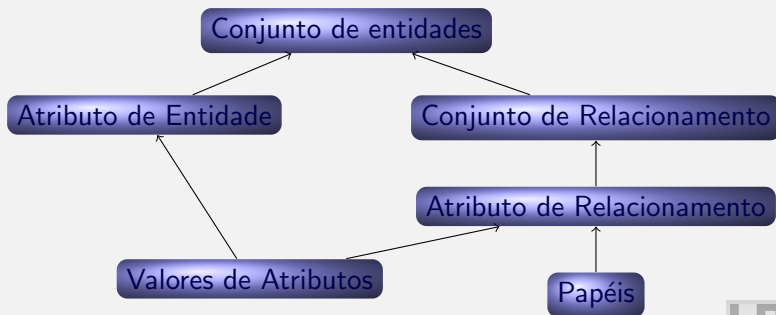 Conjunto de entidades
Atributo de Entidade
Conjunto de Relacionamento
Atributo de Relacionamento
Valores de Atributos
Papéis